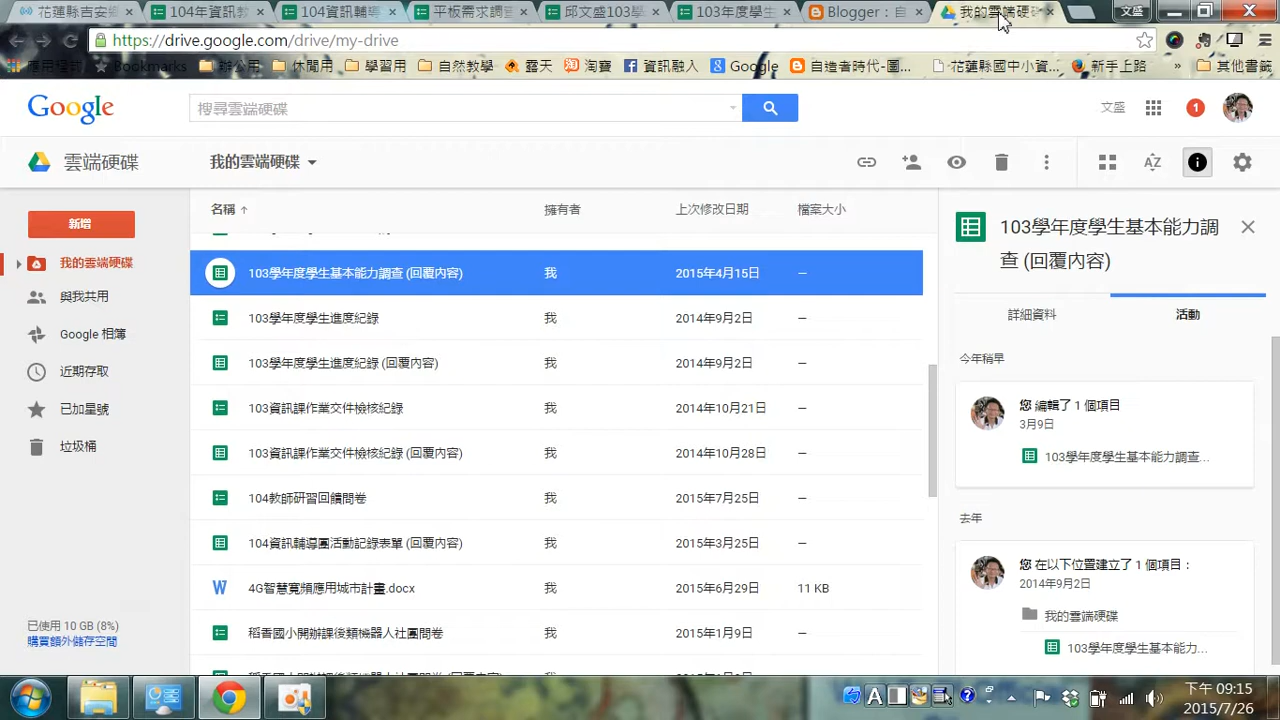 花蓮縣吉安鄉
104年資訊教
104資訊輔導
平板需求調
邱文盛103學
103年度學生
Blogger：自
我的雲端硬碟
文盛
https://drive.google.com/drive/my-drive
應用程式
Bookmarks
辦公用
休閒用
學習用
自然教學
露天
淘寶
資訊融入
Google
自造者時代-圖...
花蓮縣國中小資...
新手上路
»
其他書籤
Google
搜尋雲端硬碟
文盛
1
雲端硬碟
我的雲端硬碟
AZ
新增
我的雲端硬碟
與我共用
Google 相簿
近期存取
已加星號
垃圾桶
已使用 10 GB (8%)
購買額外儲存空間
名稱 ↑
擁有者
上次修改日期
檔案大小
103學年度學生基本能力調查 (回覆內容)
我
2015年4月15日
—
103學年度學生進度紀錄
我
2014年9月2日
—
103學年度學生進度紀錄 (回覆內容)
我
2014年9月2日
—
103資訊課作業交件檢核紀錄
我
2014年10月21日
—
103資訊課作業交件檢核紀錄 (回覆內容)
我
2014年10月28日
—
104教師研習回饋問卷
我
2015年7月25日
—
104資訊輔導團活動記錄表單 (回覆內容)
我
2015年3月25日
—
4G智慧寬頻應用城市計畫.docx
我
2015年6月29日
11 KB
稻香國小開辦課後類機器人社團問卷
我
2015年1月9日
—
103學年度學生基本能力調
查 (回覆內容)
詳細資料
活動
今年稍早
您 編輯了 1 個項目
3月9日
103學年度學生基本能力調查...
去年
您 在以下位置建立了 1 個項目：
2014年9月2日
我的雲端硬碟
103學年度學生基本能力...
下午 09:15
2015/7/26